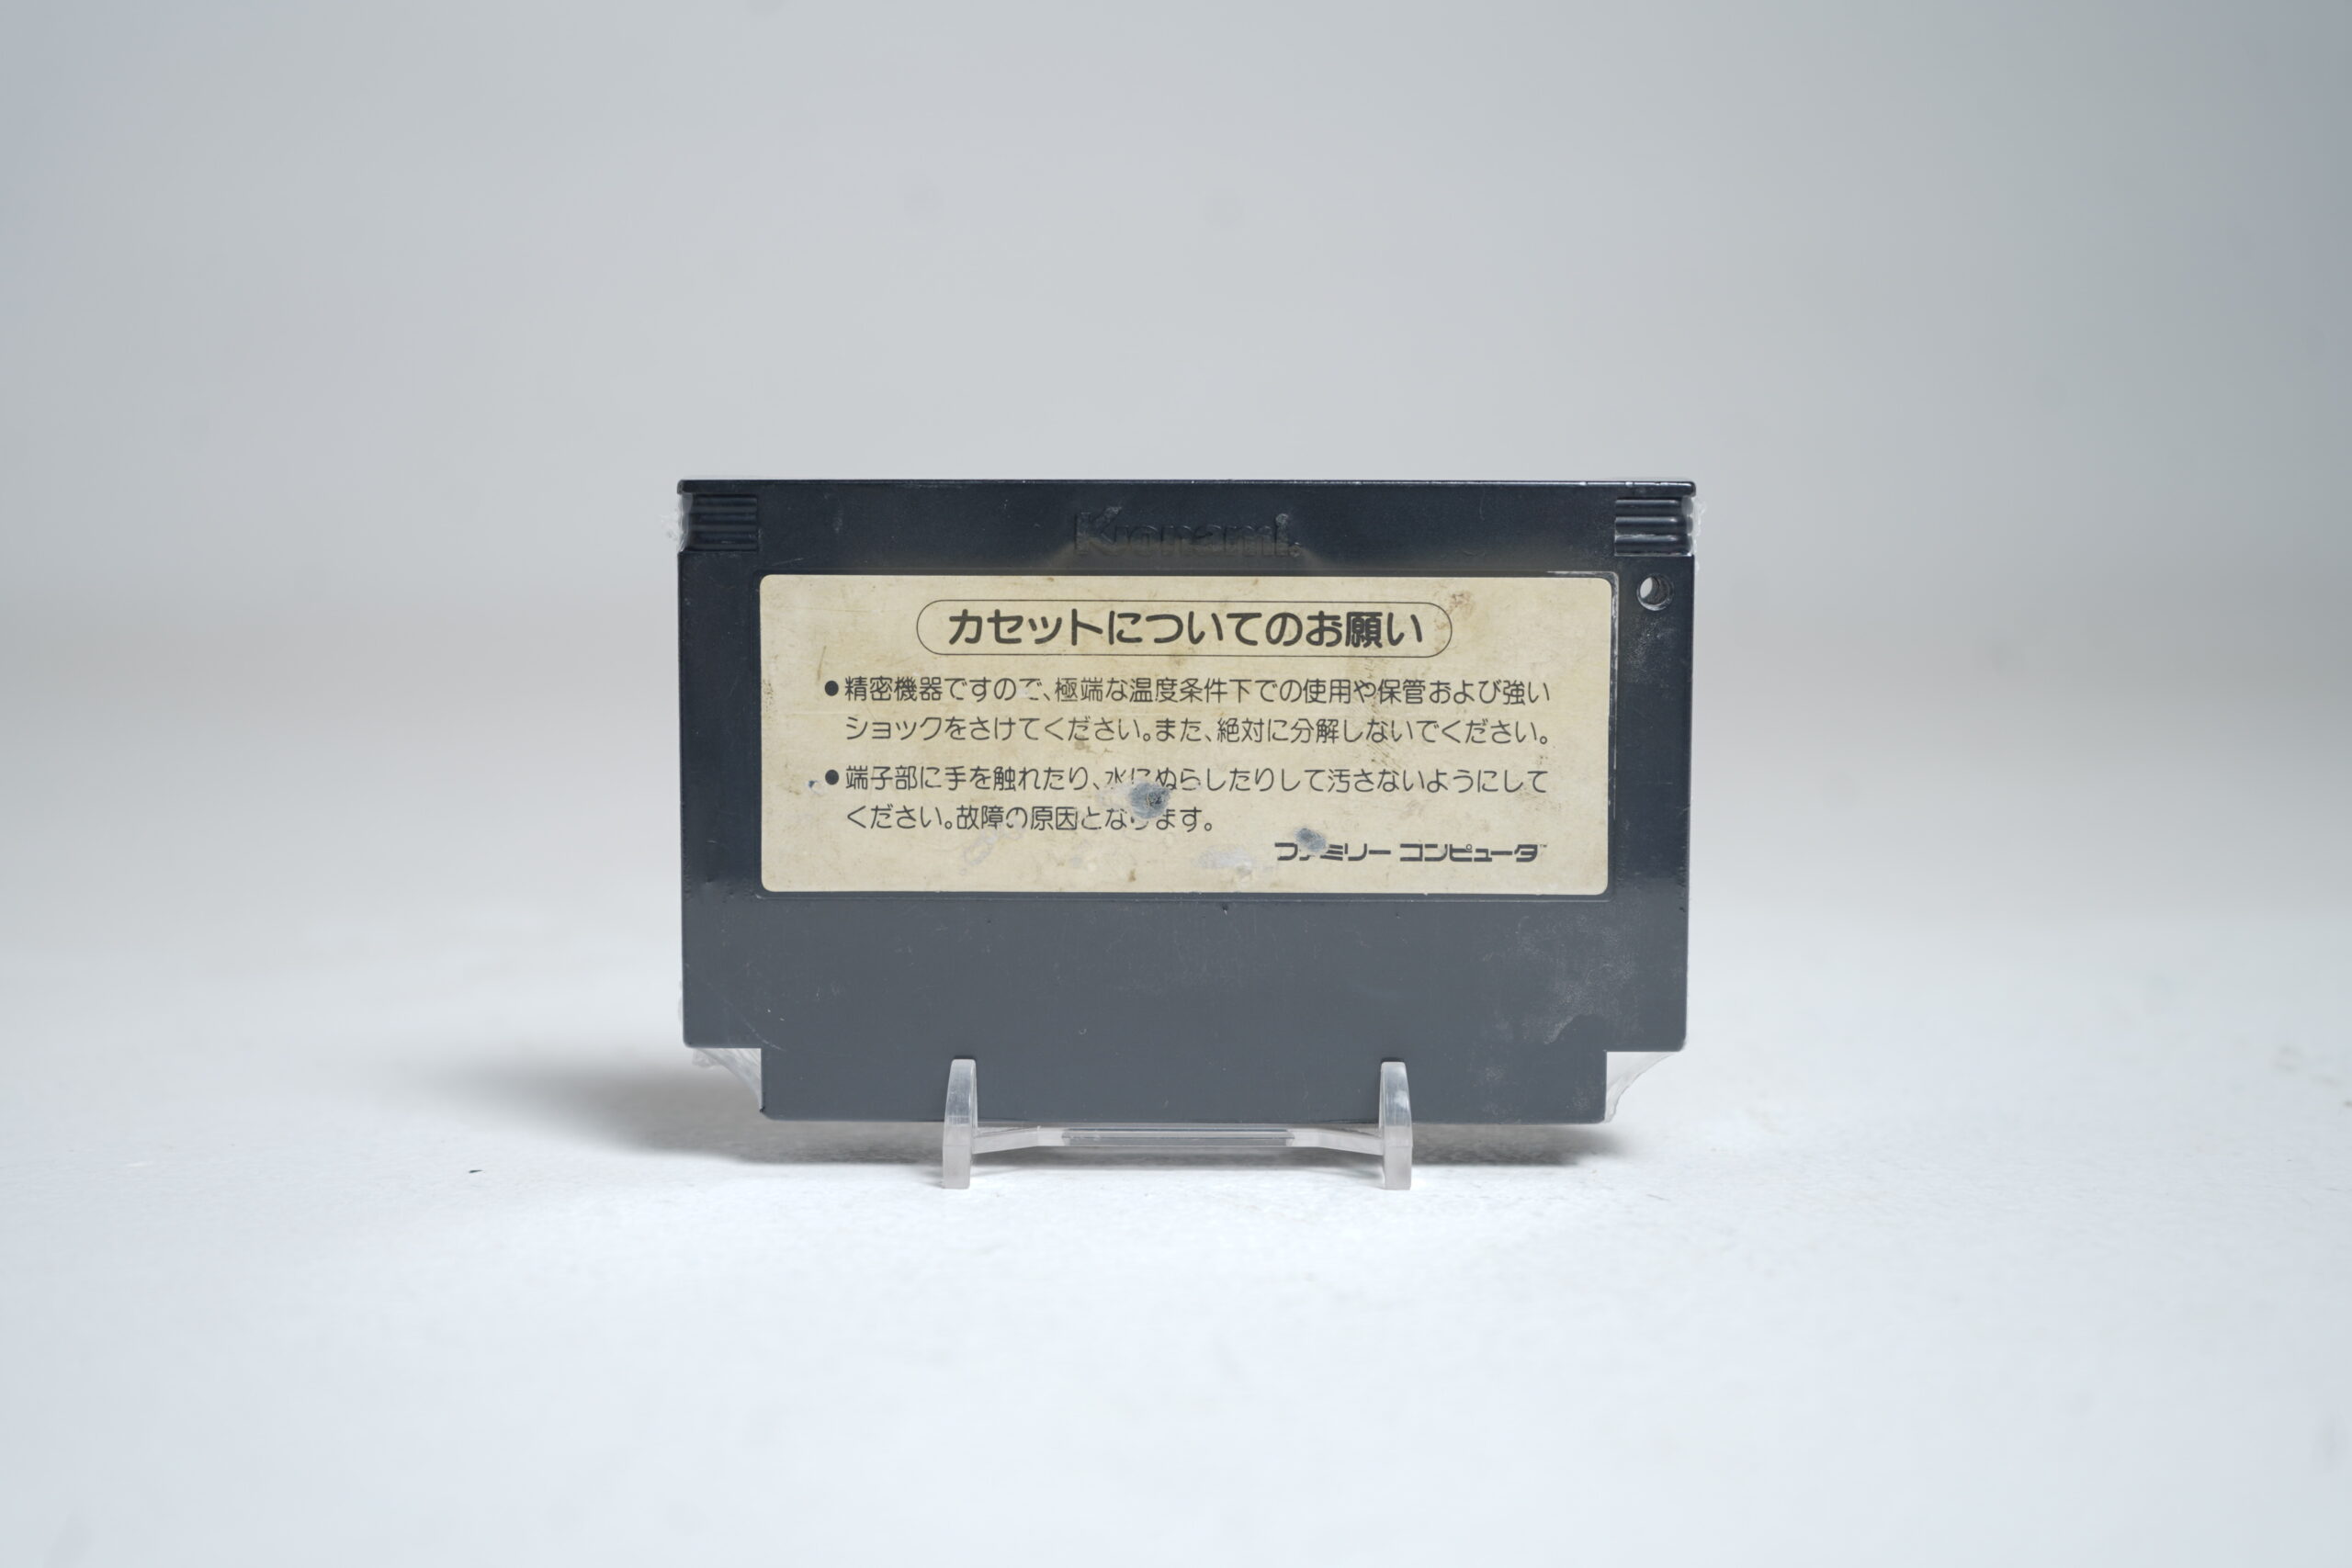 Konami
カセットについてのお願い
●精密機器ですので、極端な温度条件下での使用や保管および強い
ショックをさけてください。また、絶対に分解しないでください。
●端子部に手を触れたり、水にぬらしたりして汚さないようにして
ください。故障の原因となります。
ファミリー コンピュータ™